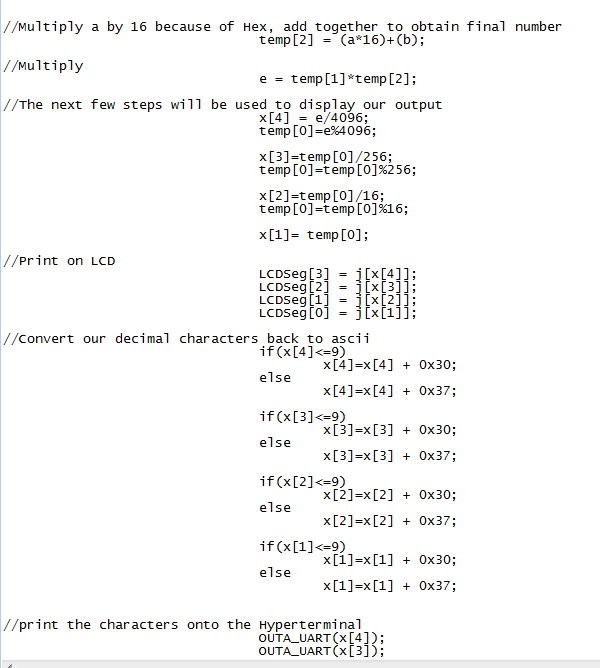 //Multiply a by 16 because of Hex, add together to obtain final number
temp[2] = (a*16)+(b);
//Multiply
e = temp[1]*temp[2];
//The next few steps will be used to display our output
x[4] = e/4096;
temp[0]=e%4096;
x[3]=temp[0]/256;
temp[0]=temp[0]%256;
x[2]=temp[0]/16;
temp[0]=temp[0]%16;
x[1]= temp[0];
//Print on LCD
LCDSeg[3] = j[x[4]];
LCDSeg[2] = j[x[3]];
LCDSeg[1] = j[x[2]];
LCDSeg[0] = j[x[1]];
//Convert our decimal characters back to ascii
if(x[4]<=9)
x[4]=x[4] + 0x30;
else
x[4]=x[4] + 0x37;
if(x[3]<=9)
x[3]=x[3] + 0x30;
else
x[3]=x[3] + 0x37;
if(x[2]<=9)
x[2]=x[2] + 0x30;
else
x[2]=x[2] + 0x37;
if(x[1]<=9)
x[1]=x[1] + 0x30;
else
x[1]=x[1] + 0x37;
//print the characters onto the Hyperterminal
OUTA_UART(x[4]);
OUTA_UART(x[3]);